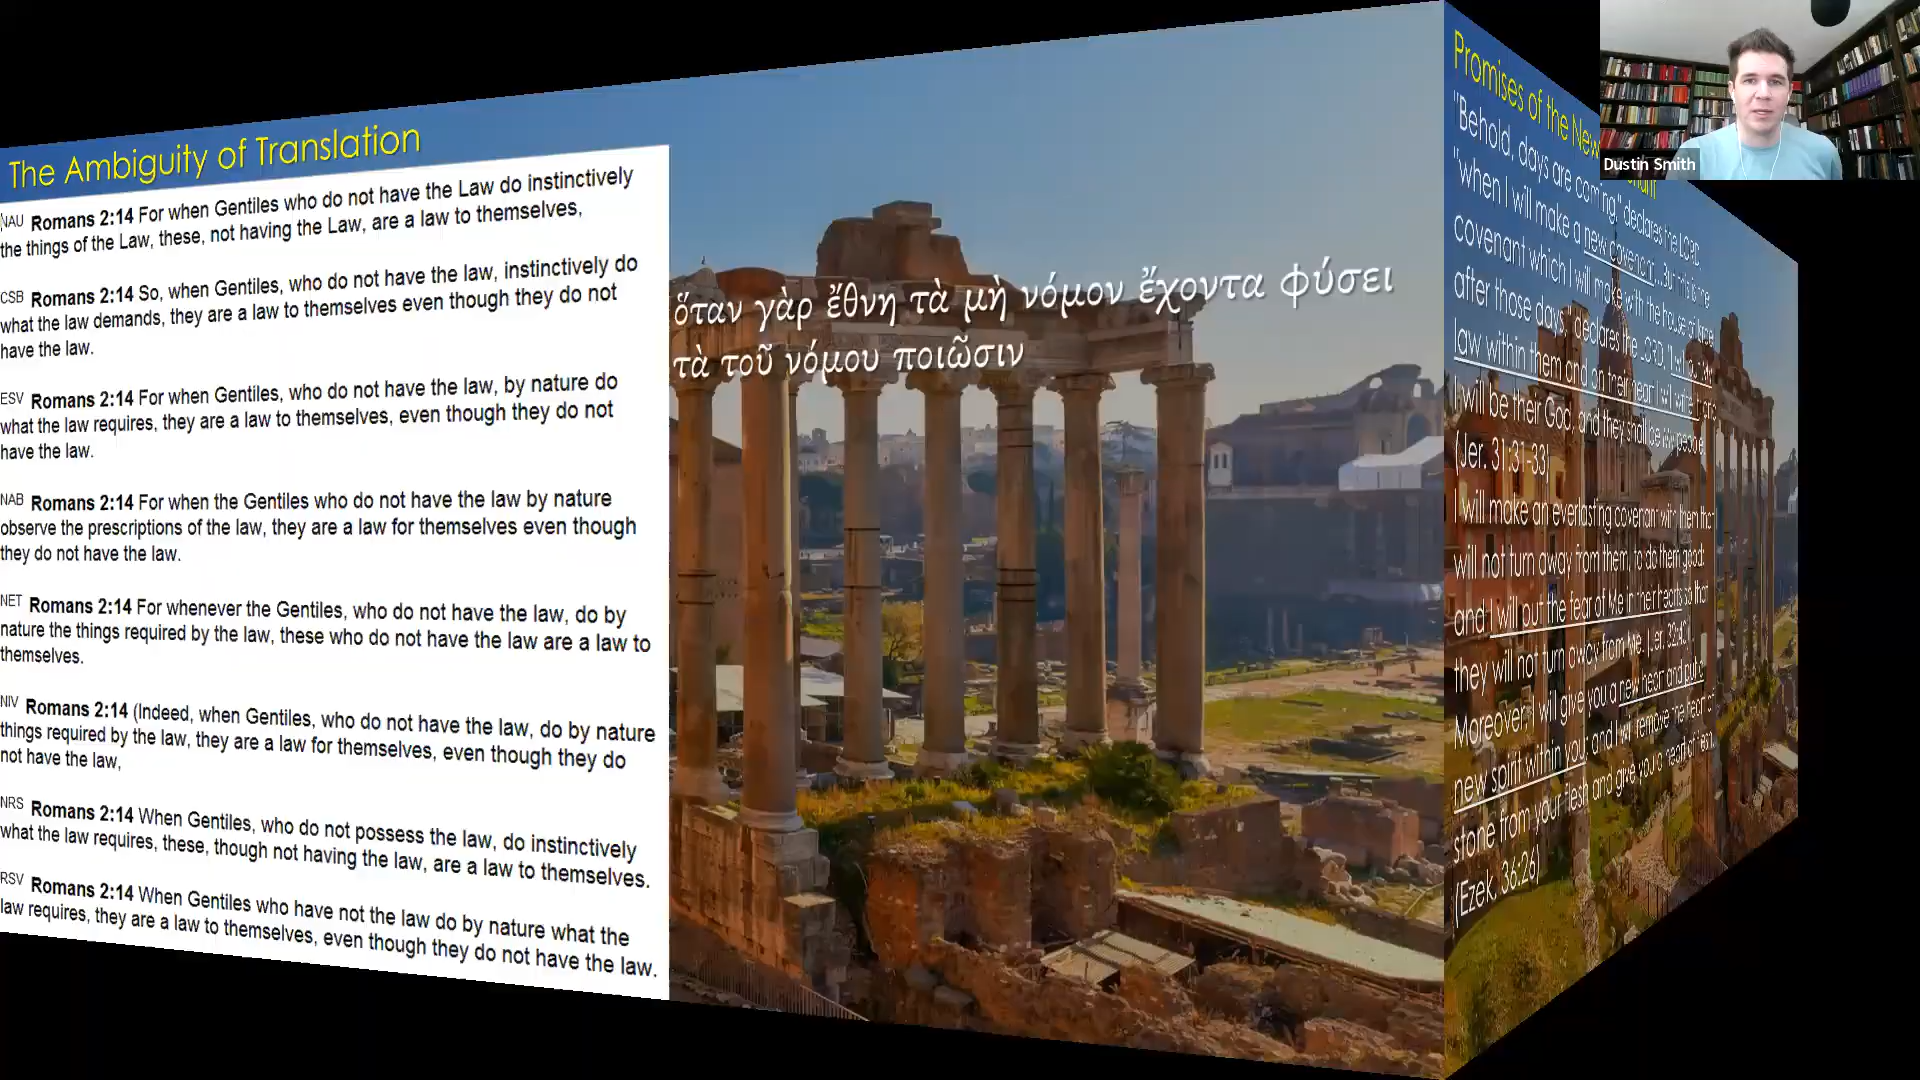 The Ambiguity of Translation
NAU Romans 2:14 For when Gentiles who do not have the Law do instinctively
the things of the Law, these, not having the Law, are a law to themselves,
CSB Romans 2:14 So, when Gentiles, who do not have the law, instinctively do
what the law demands, they are a law to themselves even though they do not
have the law.
ESV Romans 2:14 For when Gentiles, who do not have the law, by nature do
what the law requires, they are a law to themselves, even though they do not
have the law.
NAB Romans 2:14 For when the Gentiles who do not have the law by nature
observe the prescriptions of the law, they are a law for themselves even though
they do not have the law.
NET Romans 2:14 For whenever the Gentiles, who do not have the law, do by
nature the things required by the law, these who do not have the law are a law to
themselves.
NIV Romans 2:14 (Indeed, when Gentiles, who do not have the law, do by nature
things required by the law, they are a law for themselves, even though they do
not have the law,
NRS Romans 2:14 When Gentiles, who do not possess the law, do instinctively
what the law requires, these, though not having the law, are a law to themselves.
RSV Romans 2:14 When Gentiles who have not the law do by nature what the
law requires, they are a law to themselves, even though they do not have the law.
ὅταν γὰρ ἔθνη τὰ μὴ νόμον ἔχοντα φύσει
τὰ τοῦ νόμου ποιῶσιν
Promises of the New
"Behold, days are coming," declares the LORD,
"when I will make a new covenant...But this is the
covenant which I will make with the house of Israel
after those days," declares the LORD, "I will put My
law within them and on their heart I will write it; and
I will be their God, and they shall be My people.
(Jer. 31:31-33)
I will make an everlasting covenant with them that I
will not turn away from them, to do them good;
and I will put the fear of Me in their hearts so that
they will not turn away from Me. (Jer. 32:40)
Moreover, I will give you a new heart and put a
new spirit within you; and I will remove the heart of
stone from your flesh and give you a heart of flesh.
(Ezek. 36:26)
Dustin Smith